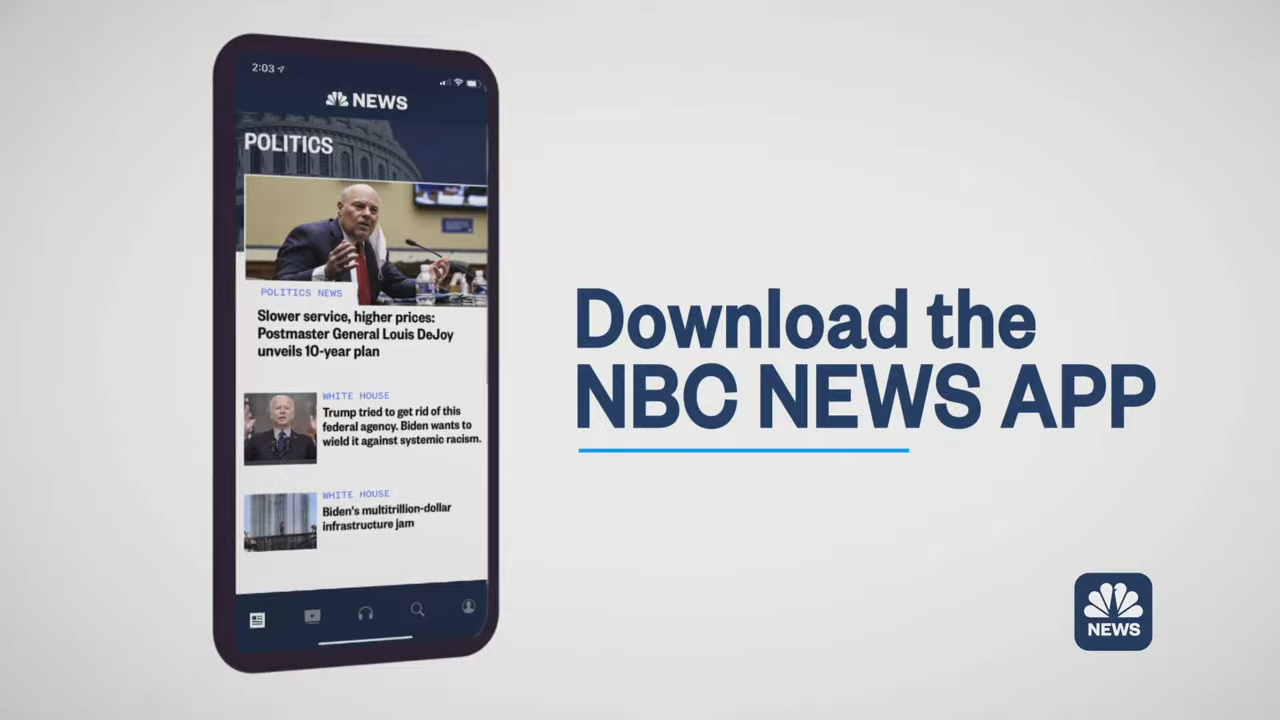 2:03
NEWS
POLITICS
POLITICS NEWS
Slower service, higher prices:
Postmaster General Louis DeJoy
unveils 10-year plan
WHITE HOUSE
Trump tried to get rid of this
federal agency. Biden wants to
wield it against systemic racism.
WHITE HOUSE
Biden's multitrillion-dollar
infrastructure jam
Download the
NBC NEWS APP
NEWS